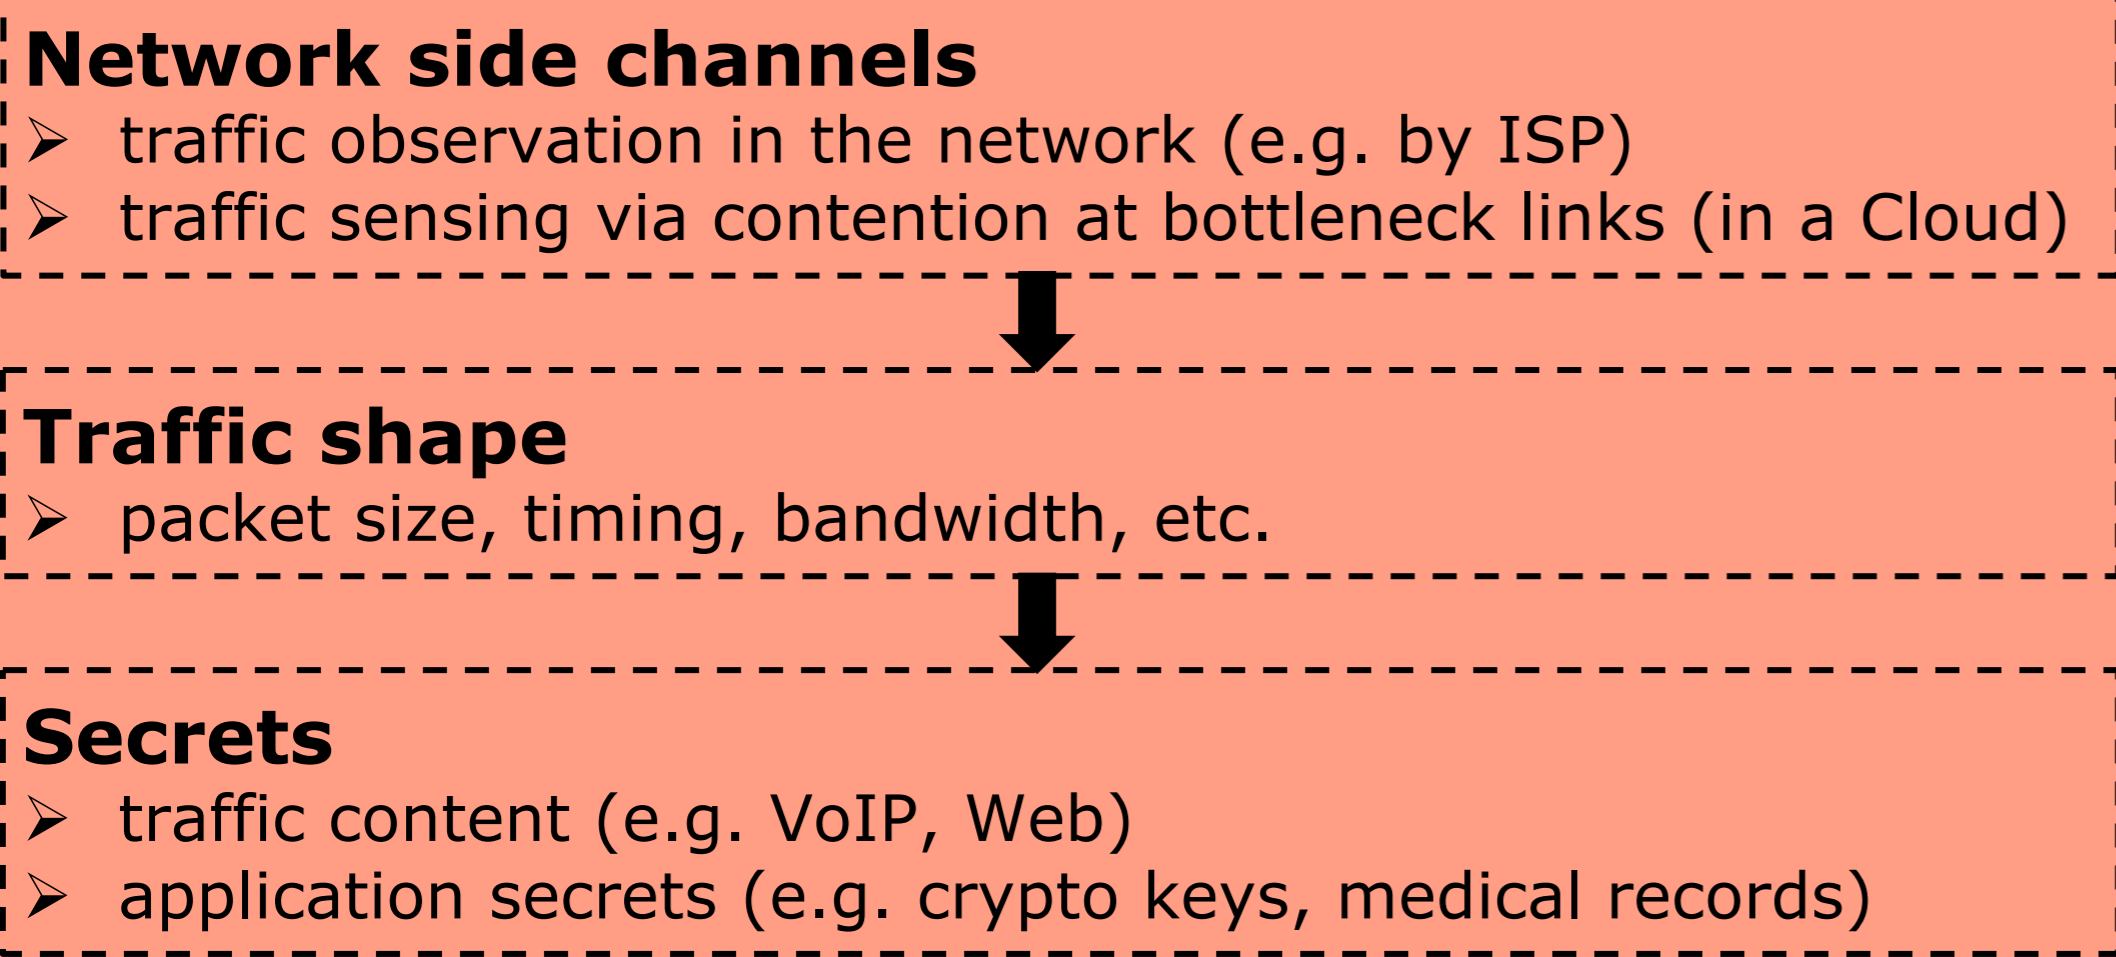 Network side channels
➢ traffic observation in the network (e.g. by ISP)
➢ traffic sensing via contention at bottleneck links (in a Cloud)
Traffic shape
➢ packet size, timing, bandwidth, etc.
Secrets
➢ traffic content (e.g. VoIP, Web)
➢ application secrets (e.g. crypto keys, medical records)